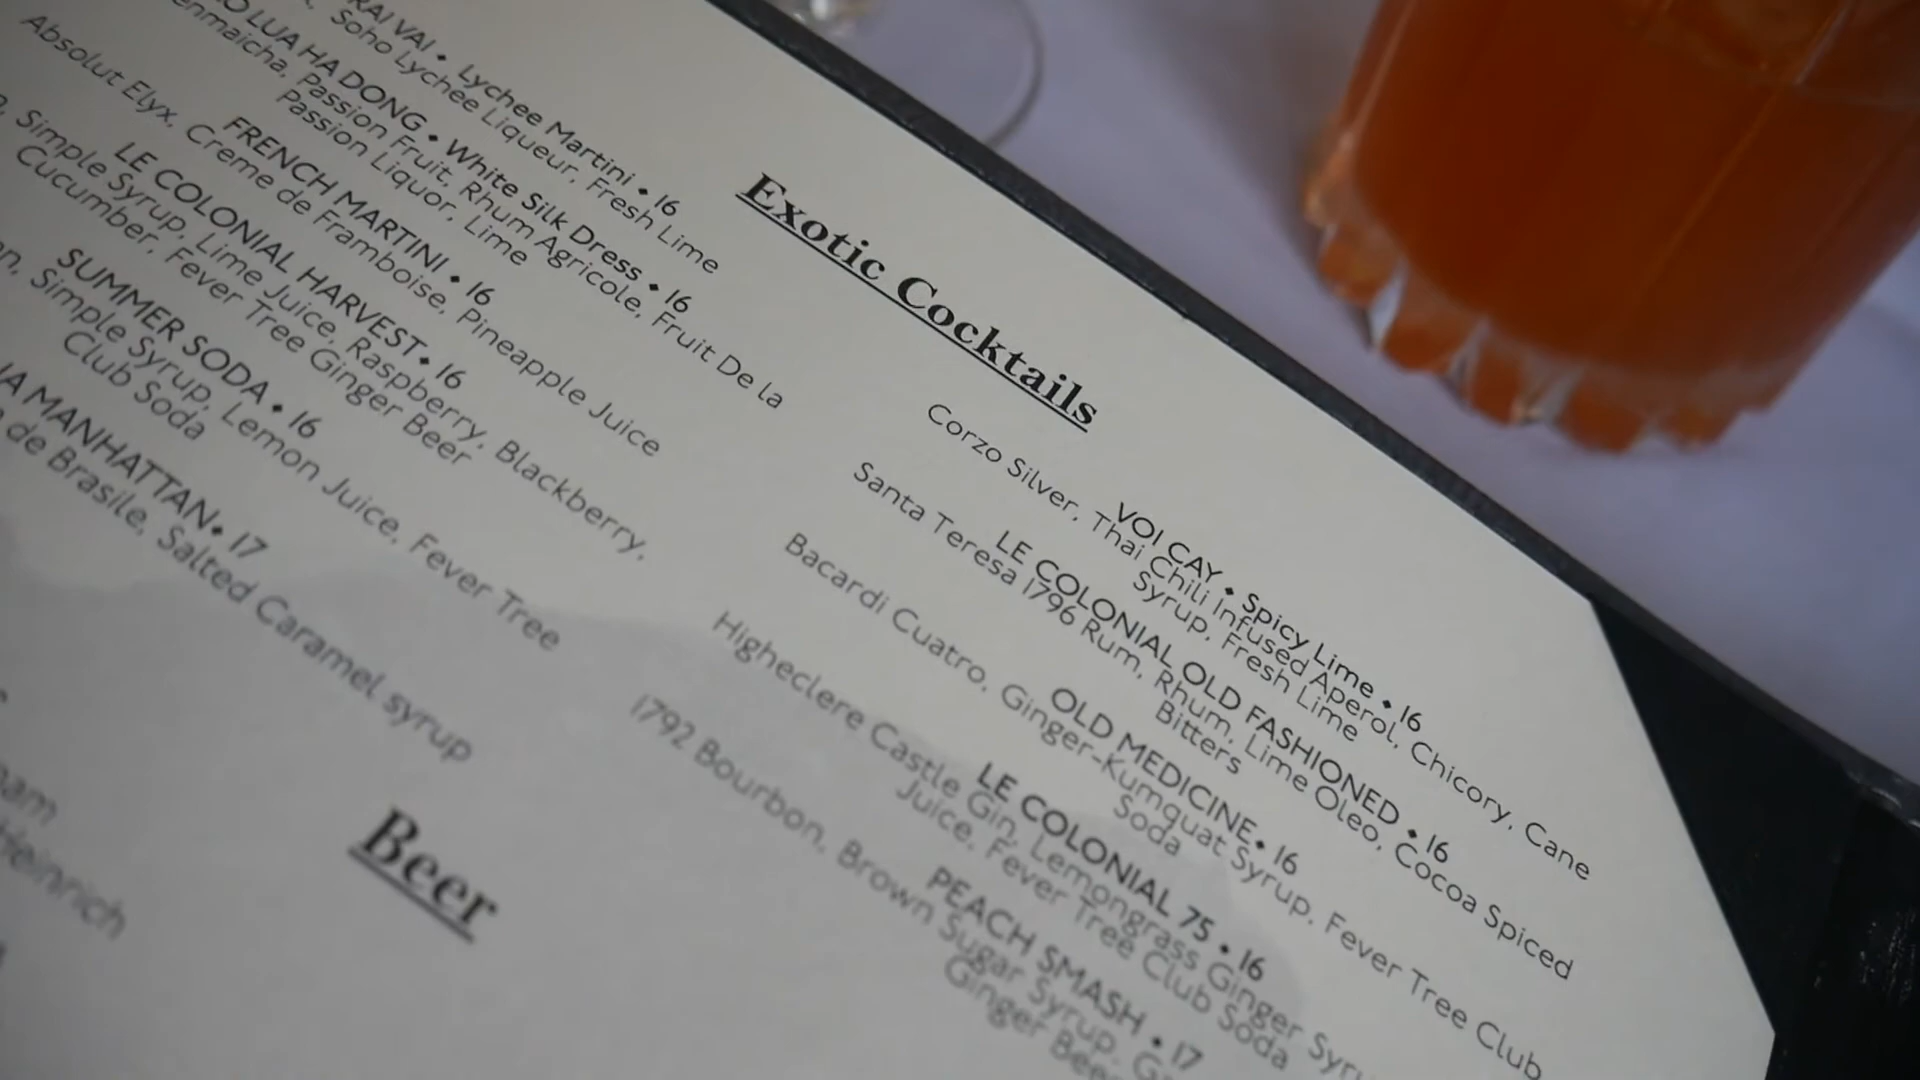 Exotic Cocktails
RAI VAI • Lychee Martini • 16
Soho Lychee Liqueur, Fresh Lime
LUA HA DONG • White Silk Dress • 16
Passion Fruit, Rhum Agricole, Fruit De la
Passion Liquor, Lime
FRENCH MARTINI • 16
Absolut Elyx, Creme de Framboise, Pineapple Juice
LE COLONIAL HARVEST • 16
Simple Syrup, Lime Juice, Raspberry, Blackberry,
Cucumber, Fever Tree Ginger Beer
SUMMER SODA • 16
Simple Syrup, Lemon Juice, Fever Tree
Club Soda
MANHATTAN • 17
de Brasile, Salted Caramel syrup
VOI CAY • Spicy Lime • 16
Corzo Silver, Thai Chili Infused Aperol, Chicory, Cane
Syrup, Fresh Lime
LE COLONIAL OLD FASHIONED • 16
Santa Teresa 1796 Rum, Rhum, Lime Oleo, Cocoa Spiced
Bitters
OLD MEDICINE • 16
Bacardi Cuatro, Ginger-Kumquat Syrup, Fever Tree Club
Soda
LE COLONIAL 75 • 16
Higheclere Castle Gin, Lemongrass Ginger
Juice, Fever Tree Club Soda
PEACH SMASH • 17
1792 Bourbon, Brown Sugar Syrup,
Ginger
Beer
Heinrich